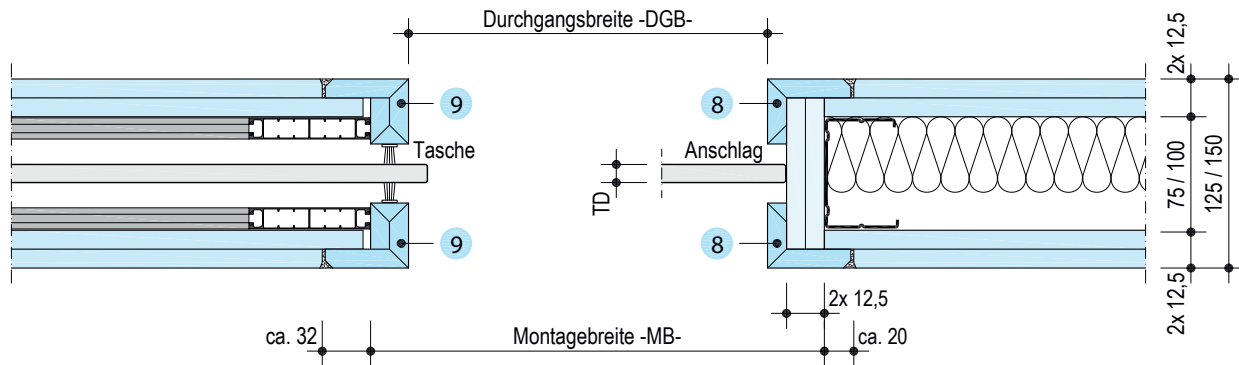 Durchgangsbreite -DGB-
2x 12,5
9
8
Tasche
Anschlag
TD
75 / 100
125 / 150
9
8
2x 12,5
2x 12,5
ca. 32
Montagebreite -MB-
ca. 20